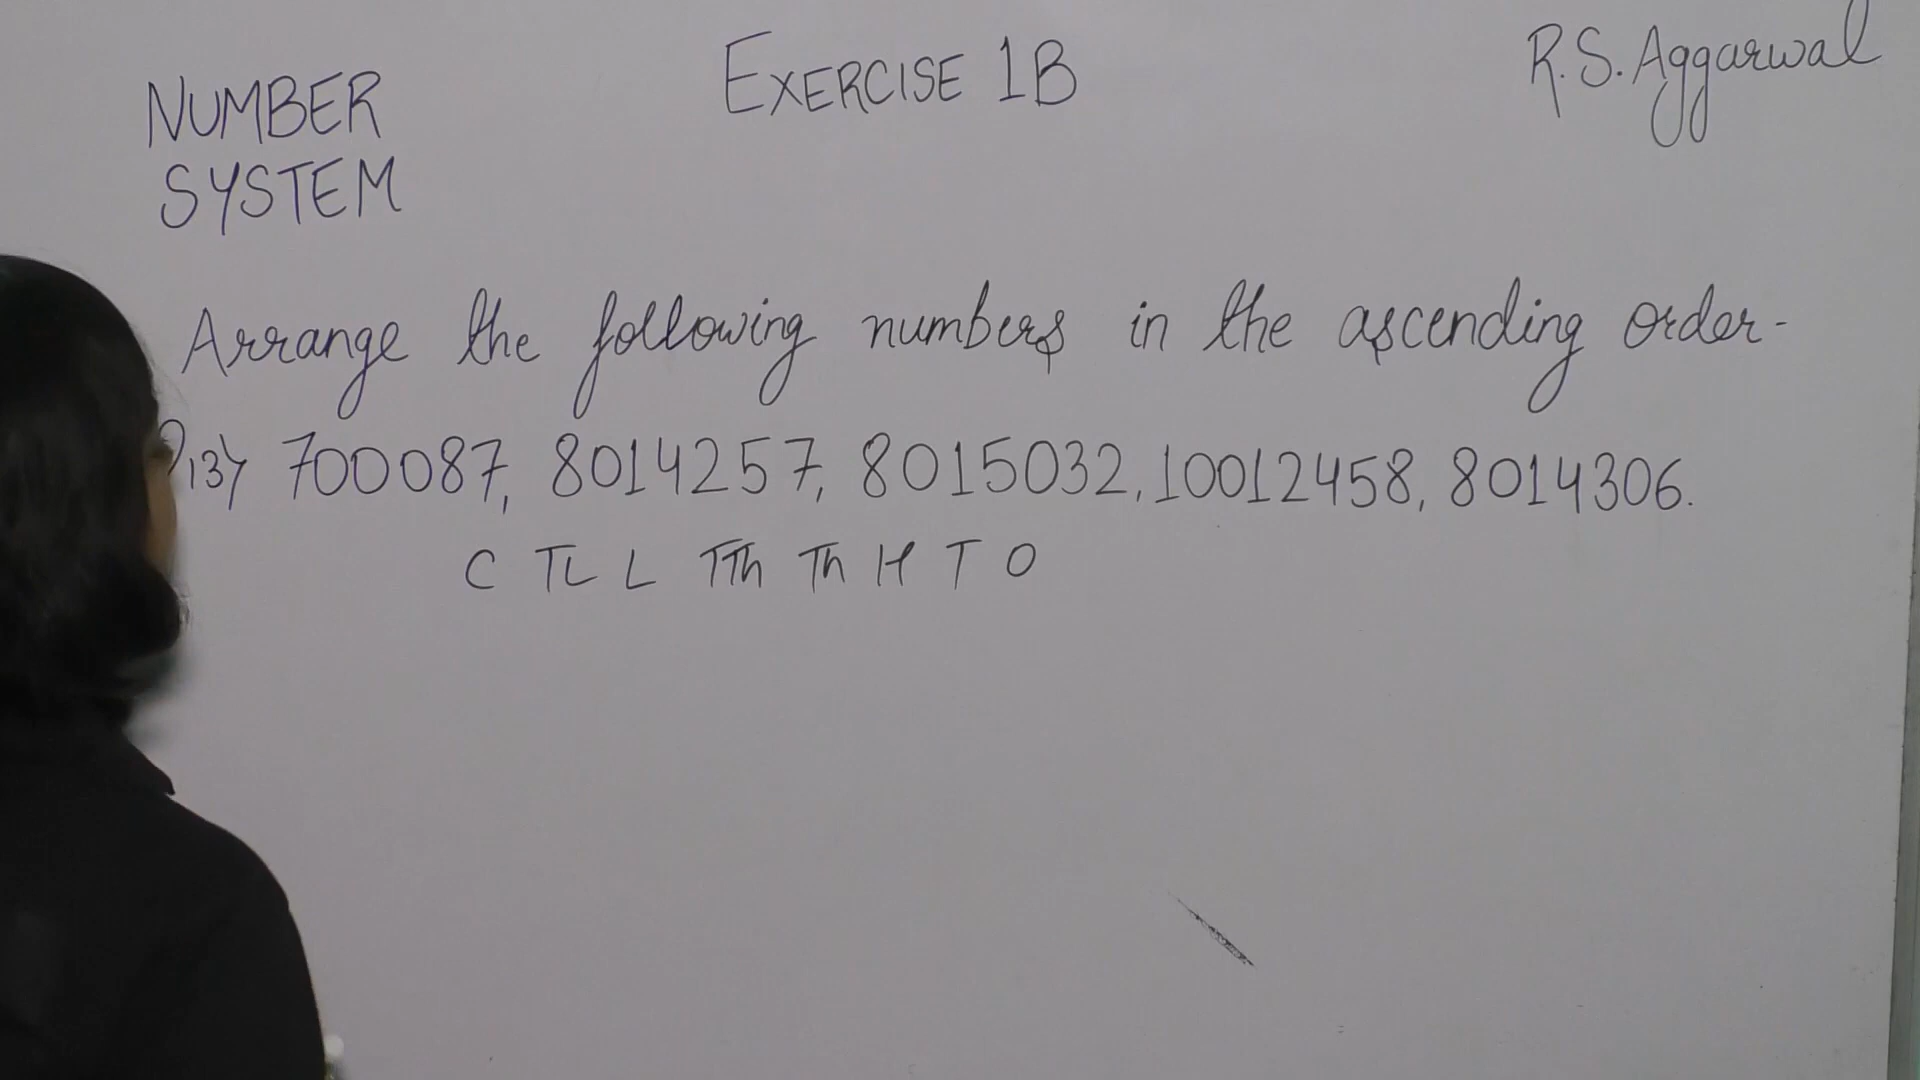 NUMBER SYSTEM
EXERCISE 1B
R.S. Aggarwal
Arrange the following numbers in the ascending order-
Q13) 700087, 8014257, 8015032, 10012458, 8014306.
C TL L TTh Th H T O